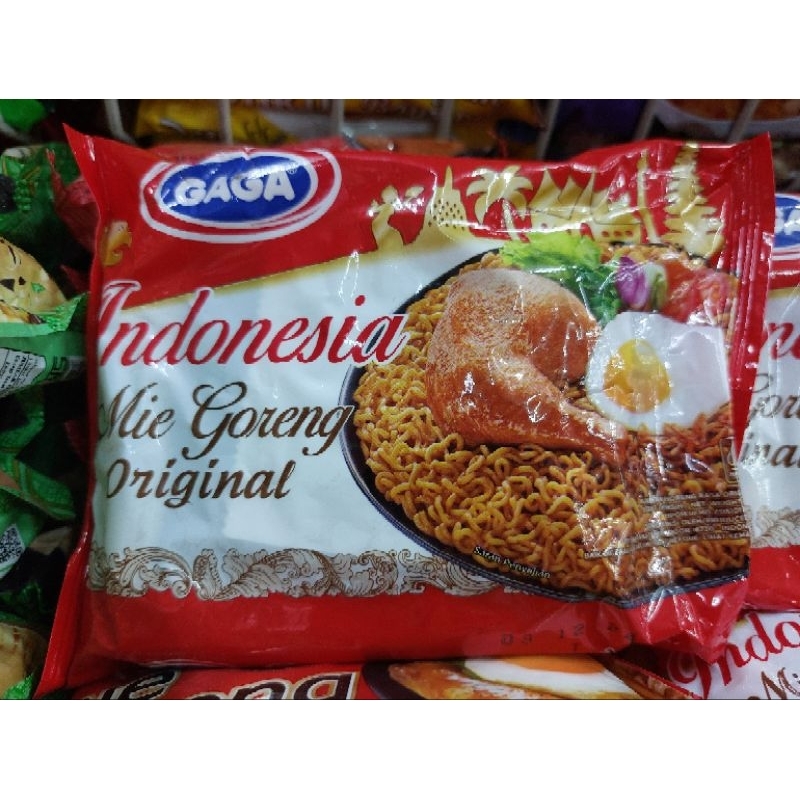 GAGA
Indonesia
Mie Goreng
Original
Saran Penyajian